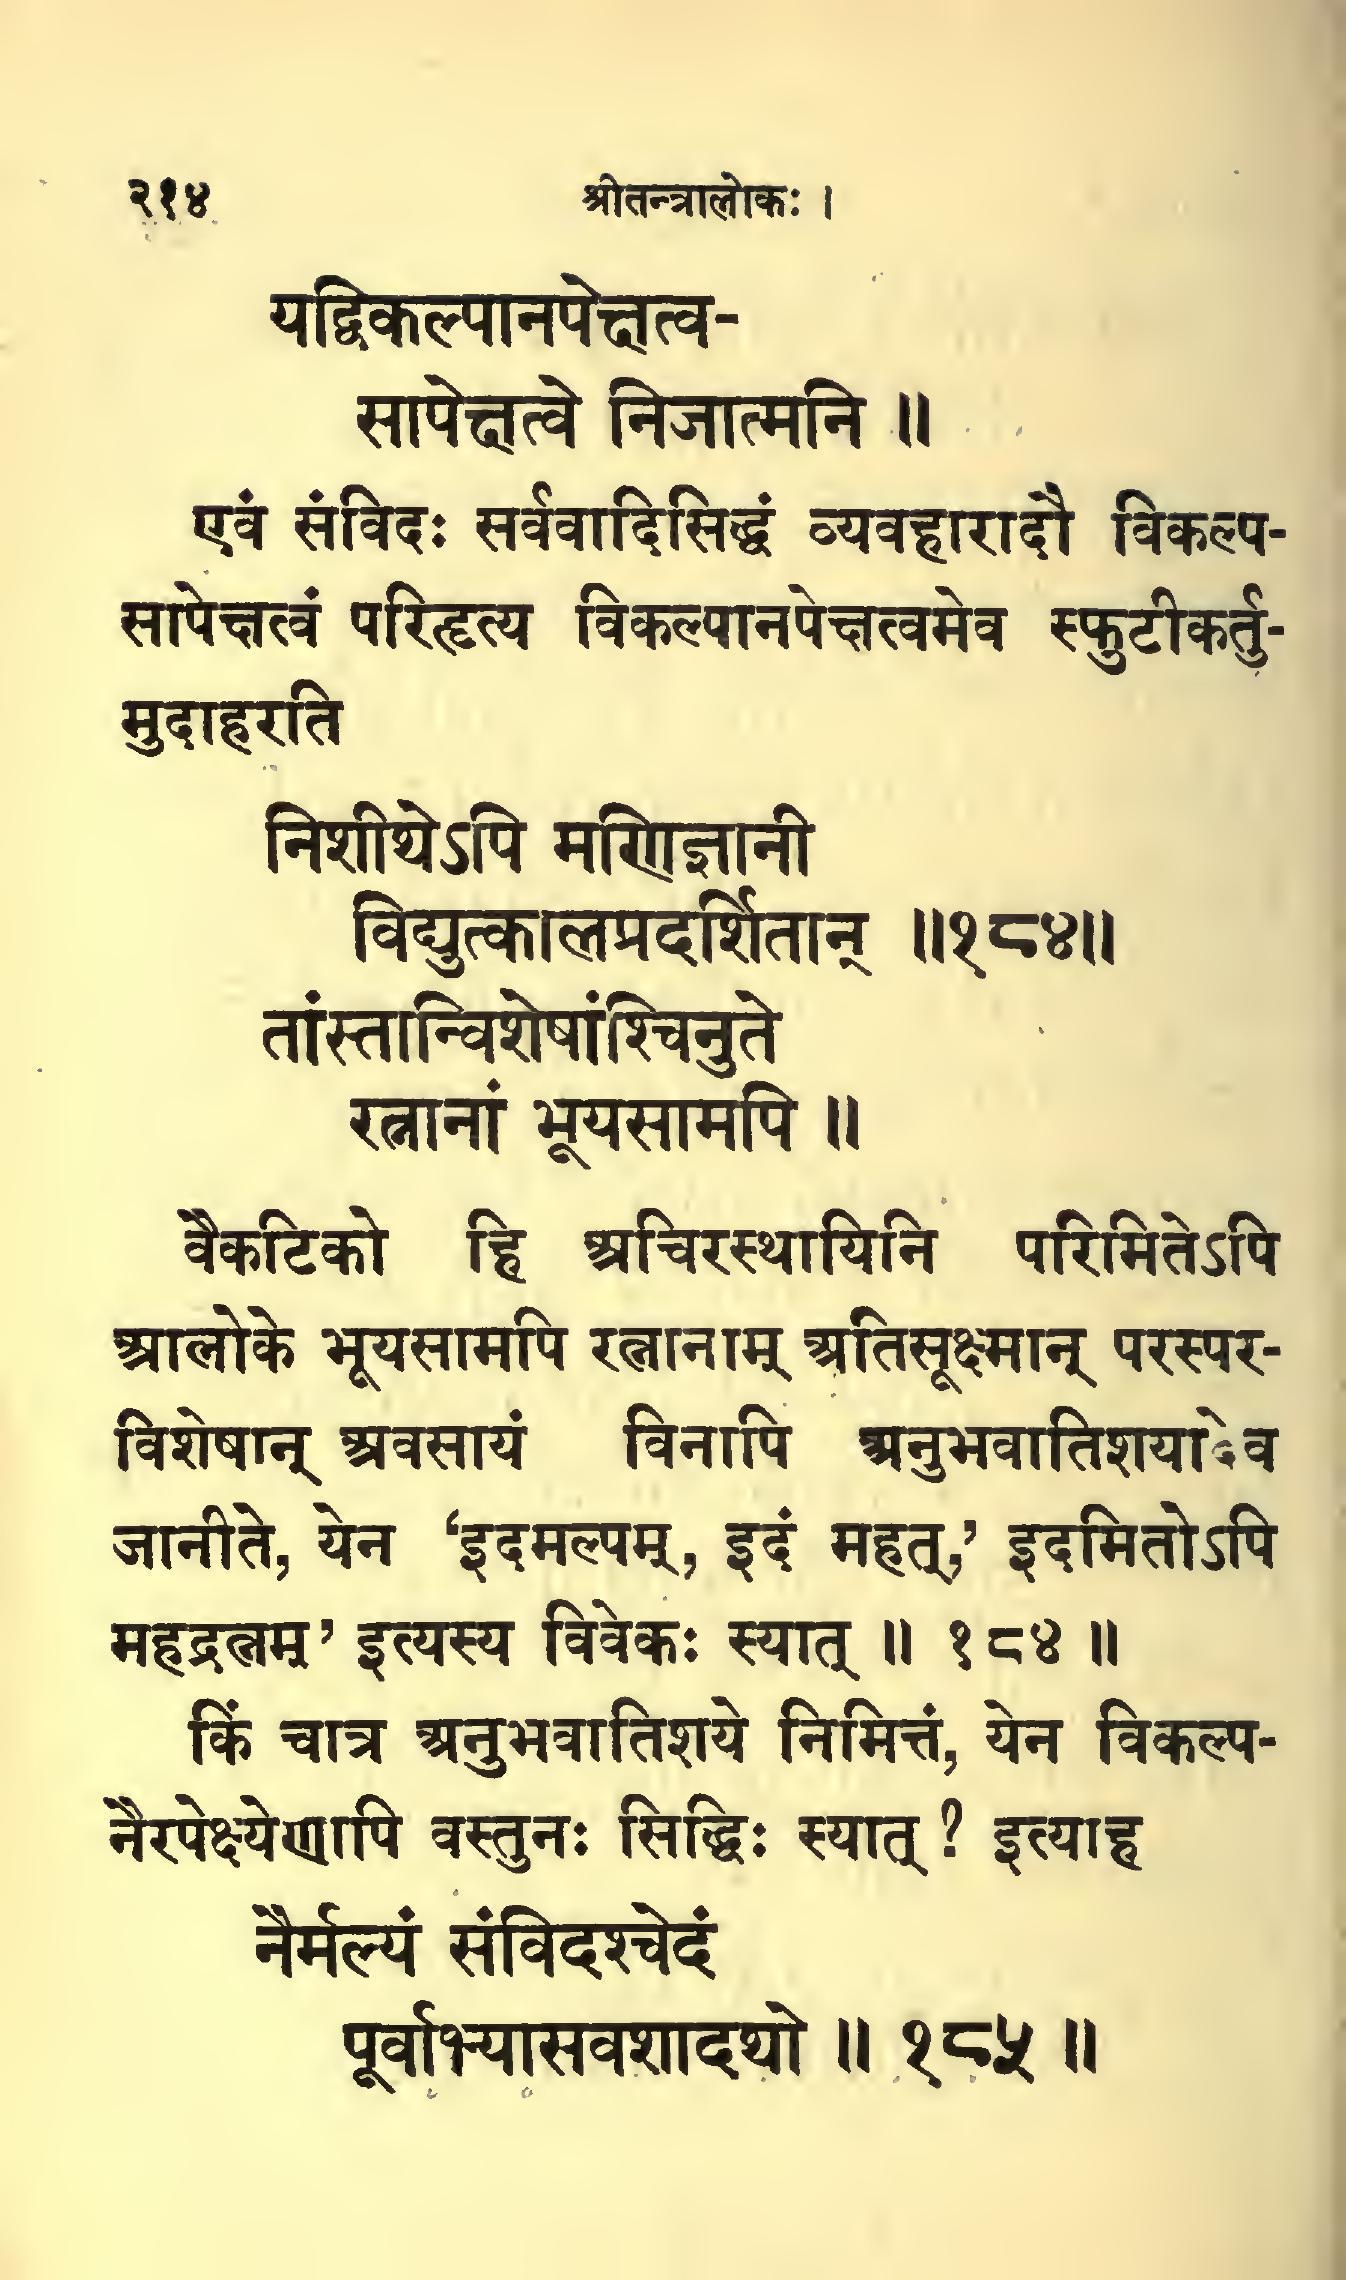 २१४ श्रीतन्त्रालोकः ।
यद्विकल्पानपेक्षत्व-
सापेक्षत्वे निजात्मनि ॥
एवं संविदः सर्ववादिसिद्धं व्यवहारादौ विकल्प-
सापेक्षत्वं परिहृत्य विकल्पानपेक्षत्वमेव स्फुटीकर्तु-
मुदाहरति
निशीथेऽपि मणिज्ञानी
विद्युत्कालप्रदर्शितान् ॥१८४॥
तांस्तान्विशेषांश्चिनुते
रत्नानां भूयसामपि ॥
वैकटिको हि अचिरस्थायिनि परिमितेऽपि
आलोके भूयसामपि रत्नानाम् अतिसूक्ष्मान् परस्पर-
विशेषान् अवसायं विनापि अनुभवातिशयादेव
जानीते, येन ‘इदमल्पम्, इदं महत्,’ इदमितोऽपि
महद्रत्नम्’ इत्यस्य विवेकः स्यात् ॥ १८४ ॥
किं चात्र अनुभवातिशये निमित्तं, येन विकल्प-
नैरपेक्ष्येणापि वस्तुनः सिद्धिः स्यात् ? इत्याह
नैर्मल्यं संविदश्चेदं
पूर्वाभ्यासवशादथो ॥ १८५ ॥